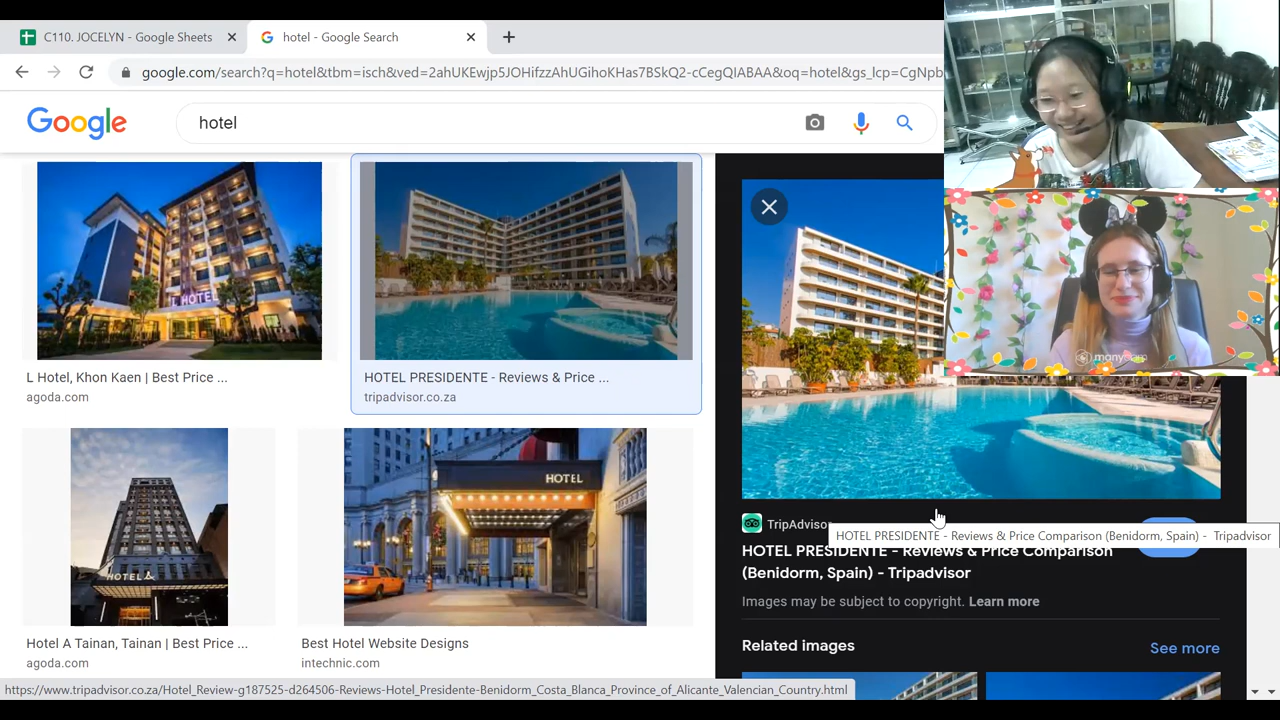 C110. JOCELYN - Google Sheets
hotel - Google Search
google.com/search?q=hotel&tbm=isch&ved=2ahUKEwjp5JOHifzzAhUGihoKHas7BSkQ2-cCegQIABAA&oq=hotel&gs_lcp=CgNpb
Google
hotel
L HOTEL
L Hotel, Khon Kaen | Best Price ...
agoda.com
HOTEL PRESIDENTE - Reviews & Price ...
tripadvisor.co.za
HOTEL
Hotel A Tainan, Tainan | Best Price ...
agoda.com
HOTEL
Best Hotel Website Designs
intechnic.com
manycam
TripAdvisor
HOTEL PRESIDENTE - Reviews & Price Comparison (Benidorm, Spain) - Tripadvisor
HOTEL PRESIDENTE - Reviews & Price Comparison
(Benidorm, Spain) - Tripadvisor
Images may be subject to copyright. Learn more
Related images
See more
https://www.tripadvisor.co.za/Hotel_Review-g187525-d264506-Reviews-Hotel_Presidente-Benidorm_Costa_Blanca_Province_of_Alicante_Valencian_Country.html